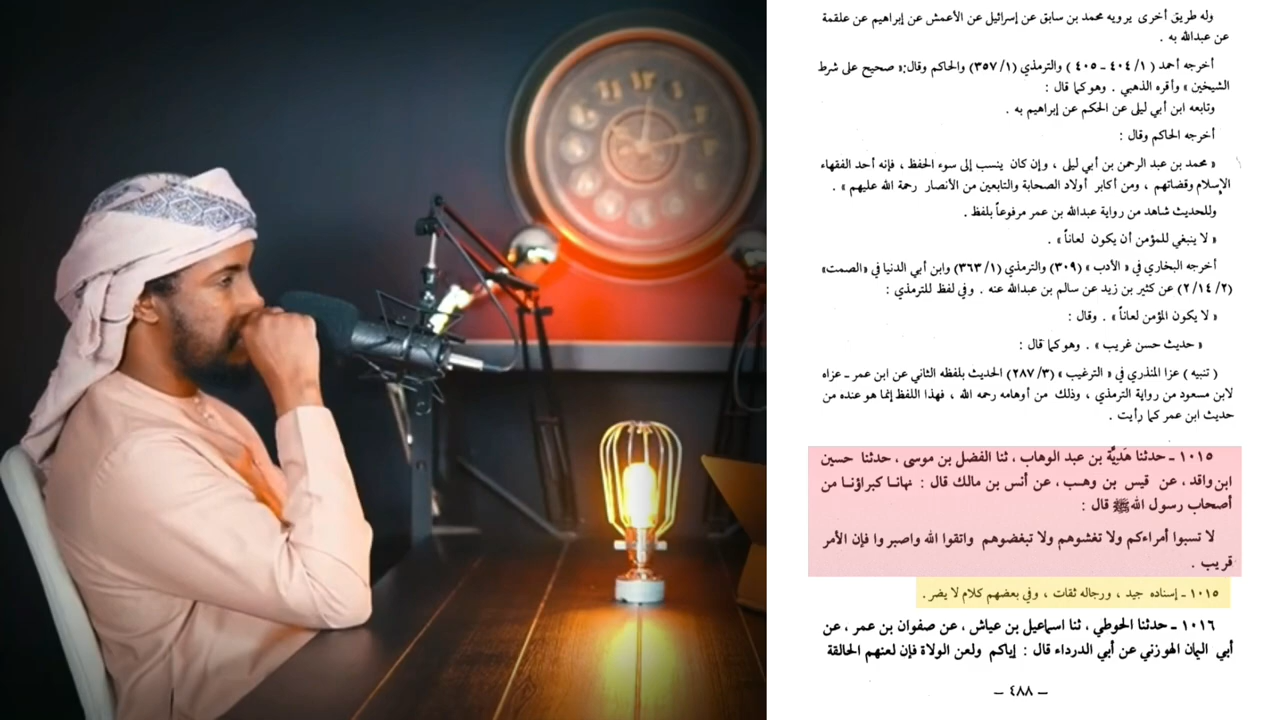 وله طريق أخرى يرويه محمد بن سابق عن إسرائيل عن الأعمش عن إبراهيم عن علقمة
عن عبدالله به .
أخرجه أحمد ( ١/ ٤٠٤ ـ ٤٠٥ ) والترمذي (١/ ٣٥٧) والحاكم وقال:« صحيح على شرط
الشيخين » وأقره الذهبي . وهو كما قال :
وتابعه ابن أبي ليلى عن الحكم عن إبراهيم به .
أخرجه الحاكم وقال :
« محمد بن عبد الرحمن بن أبي ليلى ، وإن كان ينسب إلى سوء الحفظ ، فإنه أحد الفقهاء
الإسلام وقضاتهم ، ومن أكابر أولاد الصحابة والتابعين من الأنصار رحمة الله عليهم » .
وللحديث شاهد من رواية عبدالله بن عمر مرفوعاً بلفظ .
« لا ينبغي للمؤمن أن يكون لعاناً » .
أخرجه البخاري في « الأدب » (٣٠٩) والترمذي (١/ ٣٦٣) وابن أبي الدنيا في «الصمت»
(٢/ ١٤/ ٢) عن كثير بن زيد عن سالم بن عبدالله عنه . وفي لفظ للترمذي :
« لا يكون المؤمن لعاناً » . وقال :
« حديث حسن غريب » . وهو كما قال :
( تنبيه ) عزا المنذري في « الترغيب » (٣/ ٢٨٧) الحديث بلفظه الثاني عن ابن عمر ـ عزاه
لابن مسعود من رواية الترمذي ، وذلك من أوهامه رحمه الله ، فهذا اللفظ إنما هو عنده من
حديث ابن عمر كما رأيت .
١٠١٥ ـ حدثنا هَدِيَّة بن عبد الوهاب ، ثنا الفضل بن موسى ، حدثنا حسين
ابن واقد ، عن قيس بن وهب ، عن أنس بن مالك قال : نهانا كبراؤنا من
أصحاب رسول الله ﷺ قال :
لا تسبوا أمراءكم ولا تغشوهم ولا تبغضوهم واتقوا الله واصبر وا فإن الأمر
قريب .
١٠١٥ ـ إسناده جيد ، ورجاله ثقات ، وفي بعضهم كلام لا يضر .
١٠١٦ ـ حدثنا الحوطي ، ثنا اسماعيل بن عياش ، عن صفوان بن عمر ، عن
أبي اليمان الهوزني عن أبي الدرداء قال : إياكم ولعن الولاة فإن لعنهم الحالقة
ـ ٤٨٨ ـ